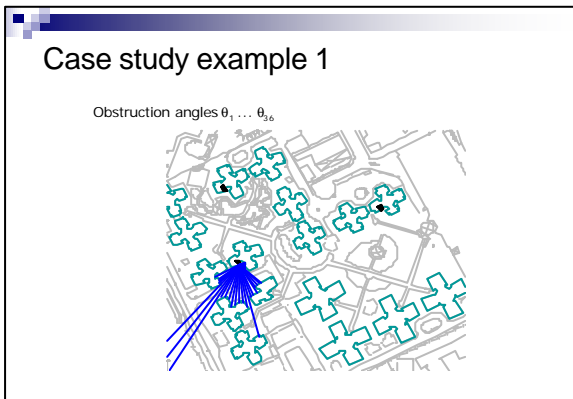 Case study example 1
Obstruction angles θ₁ … θ₃₆